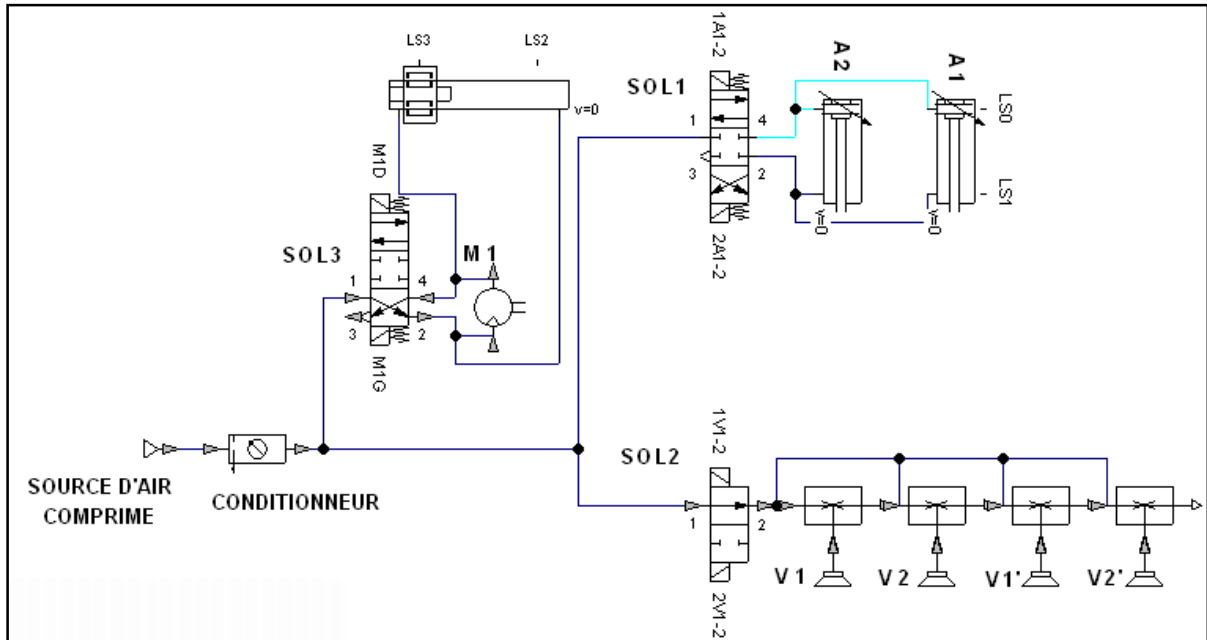 LS3
LS2
v=0
M1D
SOL3
1
4
3
2
M1G
M1
SOL1
1A1-2
1
4
3
2
2A1-2
A2
A1
LS0
LS1
v=0
v=0
SOURCE D'AIR
COMPRIME
CONDITIONNEUR
SOL2
1V1-2
1
2
2V1-2
V1
V2
V1'
V2'